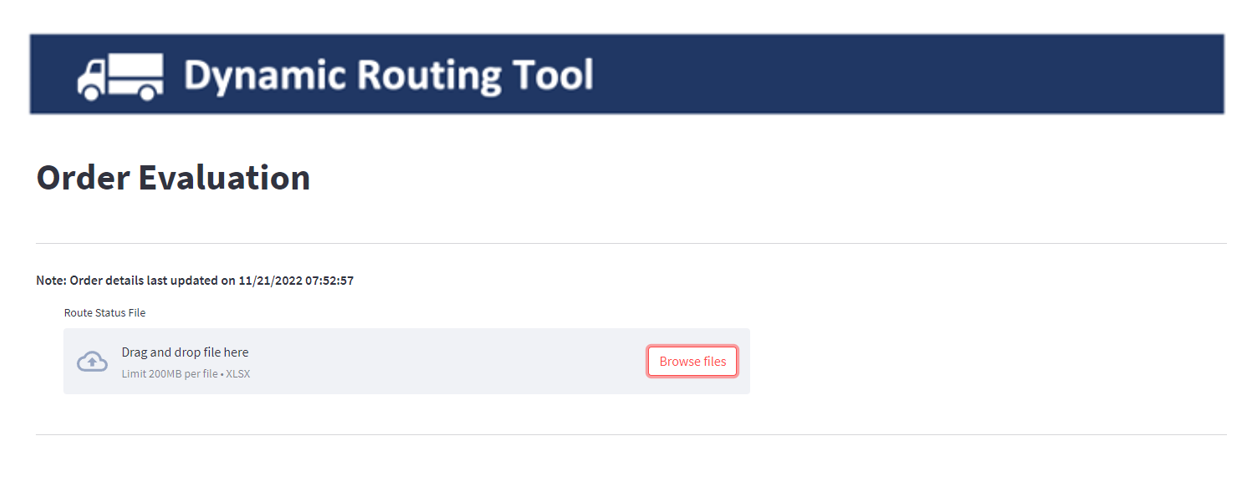 Dynamic Routing Tool
Order Evaluation
Note: Order details last updated on 11/21/2022 07:52:57
Route Status File
Drag and drop file here
Limit 200MB per file • XLSX
Browse files